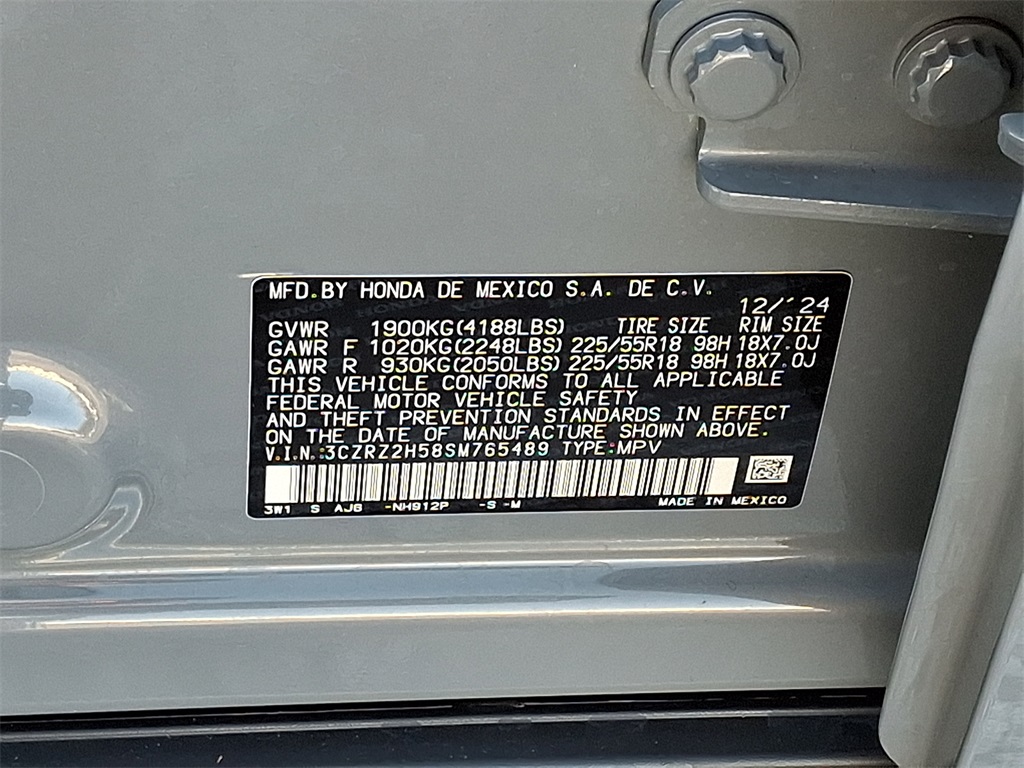 MFD.BY HONDA DE MEXICO S.A. DE C.V.
12/'24
GVWR 1900KG(4188LBS) TIRE SIZE RIM SIZE
GAWR F 1020KG(2248LBS) 225/55R18 98H 18X7.0J
GAWR R 930KG(2050LBS) 225/55R18 98H 18X7.0J
THIS VEHICLE CONFORMS TO ALL APPLICABLE
FEDERAL MOTOR VEHICLE SAFETY
AND THEFT PREVENTION STANDARDS IN EFFECT
ON THE DATE OF MANUFACTURE SHOWN ABOVE.
V.I.N.:3CZRZ2H58SM765489 TYPE:MPV
3W1 S AJ6 -NH912P -S -M MADE IN MEXICO